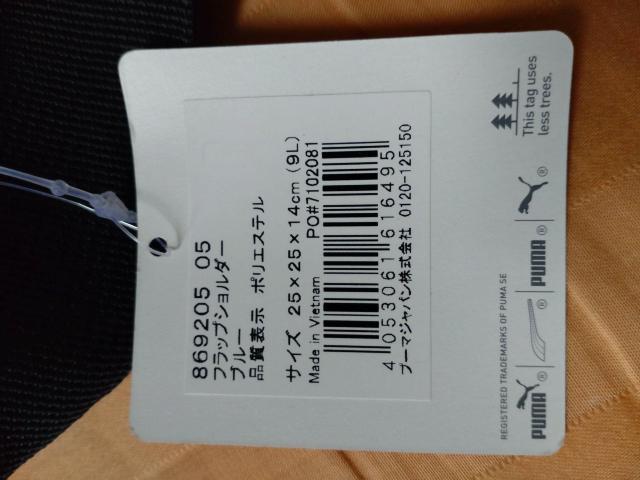 869205 05
フラップショルダー
ブルー
品質表示 ポリエステル
サイズ 25×25×14cm (9L)
Made in Vietnam PO#7102081
4 053061 616495
プーマジャパン株式会社 0120-125150
REGISTERED TRADEMARKS OF PUMA SE
PUMA® ® PUMA® ®
This tag uses
less trees.